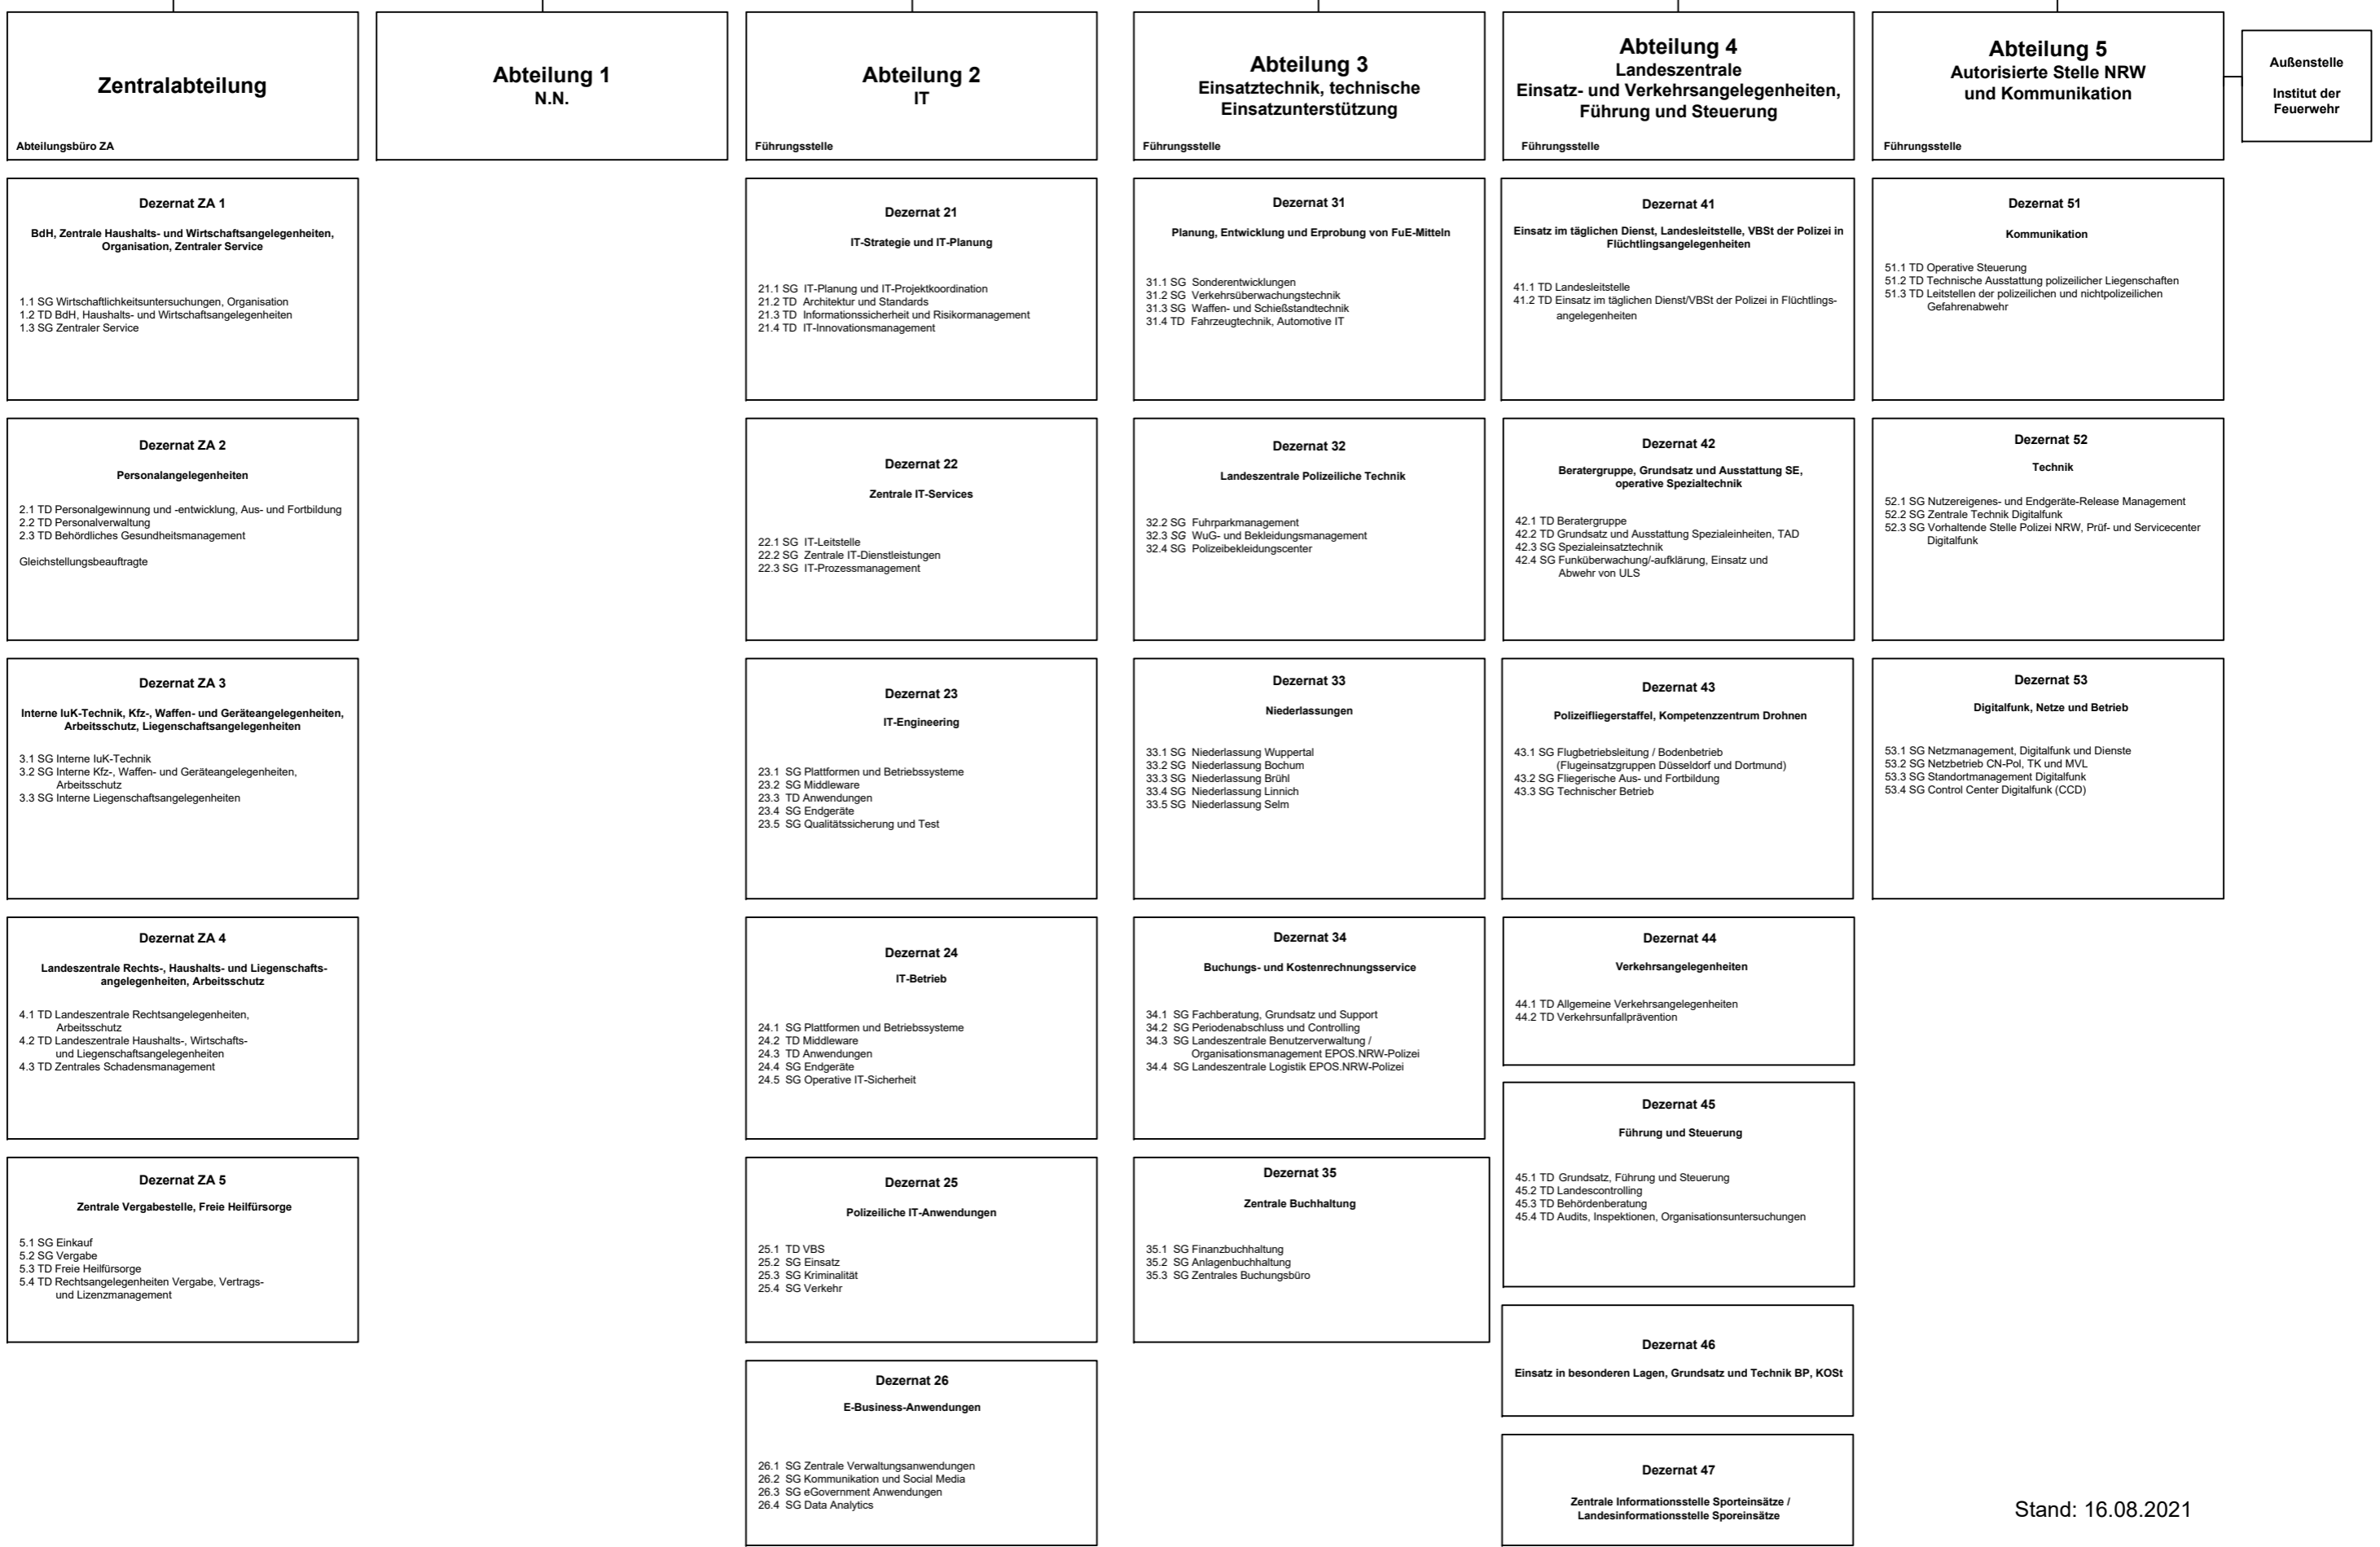 Zentralabteilung
Abteilungsbüro ZA
Dezernat ZA 1
BdH, Zentrale Haushalts- und Wirtschaftsangelegenheiten,
Organisation, Zentraler Service
1.1 SG Wirtschaftlichkeitsuntersuchungen, Organisation
1.2 TD BdH, Haushalts- und Wirtschaftsangelegenheiten
1.3 SG Zentraler Service
Dezernat ZA 2
Personalangelegenheiten
2.1 TD Personalgewinnung und -entwicklung, Aus- und Fortbildung
2.2 TD Personalverwaltung
2.3 TD Behördliches Gesundheitsmanagement
Gleichstellungsbeauftragte
Dezernat ZA 3
Interne IuK-Technik, Kfz-, Waffen- und Geräteangelegenheiten,
Arbeitsschutz, Liegenschaftsangelegenheiten
3.1 SG Interne IuK-Technik
3.2 SG Interne Kfz-, Waffen- und Geräteangelegenheiten,
Arbeitsschutz
3.3 SG Interne Liegenschaftsangelegenheiten
Dezernat ZA 4
Landeszentrale Rechts-, Haushalts- und Liegenschafts-
angelegenheiten, Arbeitsschutz
4.1 TD Landeszentrale Rechtsangelegenheiten,
Arbeitsschutz
4.2 TD Landeszentrale Haushalts-, Wirtschafts-
und Liegenschaftsangelegenheiten
4.3 TD Zentrales Schadensmanagement
Dezernat ZA 5
Zentrale Vergabestelle, Freie Heilfürsorge
5.1 SG Einkauf
5.2 SG Vergabe
5.3 TD Freie Heilfürsorge
5.4 TD Rechtsangelegenheiten Vergabe, Vertrags-
und Lizenzmanagement
Abteilung 1
N.N.
Abteilung 2
IT
Führungsstelle
Dezernat 21
IT-Strategie und IT-Planung
21.1 SG IT-Planung und IT-Projektkoordination
21.2 TD Architektur und Standards
21.3 TD Informationssicherheit und Risikormanagement
21.4 TD IT-Innovationsmanagement
Dezernat 22
Zentrale IT-Services
22.1 SG IT-Leitstelle
22.2 SG Zentrale IT-Dienstleistungen
22.3 SG IT-Prozessmanagement
Dezernat 23
IT-Engineering
23.1 SG Plattformen und Betriebssysteme
23.2 SG Middleware
23.3 TD Anwendungen
23.4 SG Endgeräte
23.5 SG Qualitätssicherung und Test
Dezernat 24
IT-Betrieb
24.1 SG Plattformen und Betriebssysteme
24.2 TD Middleware
24.3 TD Anwendungen
24.4 SG Endgeräte
24.5 SG Operative IT-Sicherheit
Dezernat 25
Polizeiliche IT-Anwendungen
25.1 TD VBS
25.2 SG Einsatz
25.3 SG Kriminalität
25.4 SG Verkehr
Dezernat 26
E-Business-Anwendungen
26.1 SG Zentrale Verwaltungsanwendungen
26.2 SG Kommunikation und Social Media
26.3 SG eGovernment Anwendungen
26.4 SG Data Analytics
Abteilung 3
Einsatztechnik, technische
Einsatzunterstützung
Führungsstelle
Dezernat 31
Planung, Entwicklung und Erprobung von FuE-Mitteln
31.1 SG Sonderentwicklungen
31.2 SG Verkehrsüberwachungstechnik
31.3 SG Waffen- und Schießstandtechnik
31.4 TD Fahrzeugtechnik, Automotive IT
Dezernat 32
Landeszentrale Polizeiliche Technik
32.2 SG Fuhrparkmanagement
32.3 SG WuG- und Bekleidungsmanagement
32.4 SG Polizeibekleidungscenter
Dezernat 33
Niederlassungen
33.1 SG Niederlassung Wuppertal
33.2 SG Niederlassung Bochum
33.3 SG Niederlassung Brühl
33.4 SG Niederlassung Linnich
33.5 SG Niederlassung Selm
Dezernat 34
Buchungs- und Kostenrechnungsservice
34.1 SG Fachberatung, Grundsatz und Support
34.2 SG Periodenabschluss und Controlling
34.3 SG Landeszentrale Benutzerverwaltung /
Organisationsmanagement EPOS.NRW-Polizei
34.4 SG Landeszentrale Logistik EPOS.NRW-Polizei
Dezernat 35
Zentrale Buchhaltung
35.1 SG Finanzbuchhaltung
35.2 SG Anlagenbuchhaltung
35.3 SG Zentrales Buchungsbüro
Abteilung 4
Landeszentrale
Einsatz- und Verkehrsangelegenheiten,
Führung und Steuerung
Führungsstelle
Dezernat 41
Einsatz im täglichen Dienst, Landesleitstelle, VBSt der Polizei in
Flüchtlingsangelegenheiten
41.1 TD Landesleitstelle
41.2 TD Einsatz im täglichen Dienst/VBSt der Polizei in Flüchtlings-
angelegenheiten
Dezernat 42
Beratergruppe, Grundsatz und Ausstattung SE,
operative Spezialtechnik
42.1 TD Beratergruppe
42.2 TD Grundsatz und Ausstattung Spezialeinheiten, TAD
42.3 SG Spezialeinsatztechnik
42.4 SG Funküberwachung/-aufklärung, Einsatz und
Abwehr von ULS
Dezernat 43
Polizeifliegerstaffel, Kompetenzzentrum Drohnen
43.1 SG Flugbetriebsleitung / Bodenbetrieb
(Flugeinsatzgruppen Düsseldorf und Dortmund)
43.2 SG Fliegerische Aus- und Fortbildung
43.3 SG Technischer Betrieb
Dezernat 44
Verkehrsangelegenheiten
44.1 TD Allgemeine Verkehrsangelegenheiten
44.2 TD Verkehrsunfallprävention
Dezernat 45
Führung und Steuerung
45.1 TD Grundsatz, Führung und Steuerung
45.2 TD Landescontrolling
45.3 TD Behördenberatung
45.4 TD Audits, Inspektionen, Organisationsuntersuchungen
Dezernat 46
Einsatz in besonderen Lagen, Grundsatz und Technik BP, KOSt
Dezernat 47
Zentrale Informationsstelle Sporteinsätze /
Landesinformationsstelle Sporeinsätze
Abteilung 5
Autorisierte Stelle NRW
und Kommunikation
Führungsstelle
Dezernat 51
Kommunikation
51.1 TD Operative Steuerung
51.2 TD Technische Ausstattung polizeilicher Liegenschaften
51.3 TD Leitstellen der polizeilichen und nichtpolizeilichen
Gefahrenabwehr
Dezernat 52
Technik
52.1 SG Nutzereigenes- und Endgeräte-Release Management
52.2 SG Zentrale Technik Digitalfunk
52.3 SG Vorhaltende Stelle Polizei NRW, Prüf- und Servicecenter
Digitalfunk
Dezernat 53
Digitalfunk, Netze und Betrieb
53.1 SG Netzmanagement, Digitalfunk und Dienste
53.2 SG Netzbetrieb CN-Pol, TK und MVL
53.3 SG Standortmanagement Digitalfunk
53.4 SG Control Center Digitalfunk (CCD)
Außenstelle
Institut der
Feuerwehr
Stand: 16.08.2021